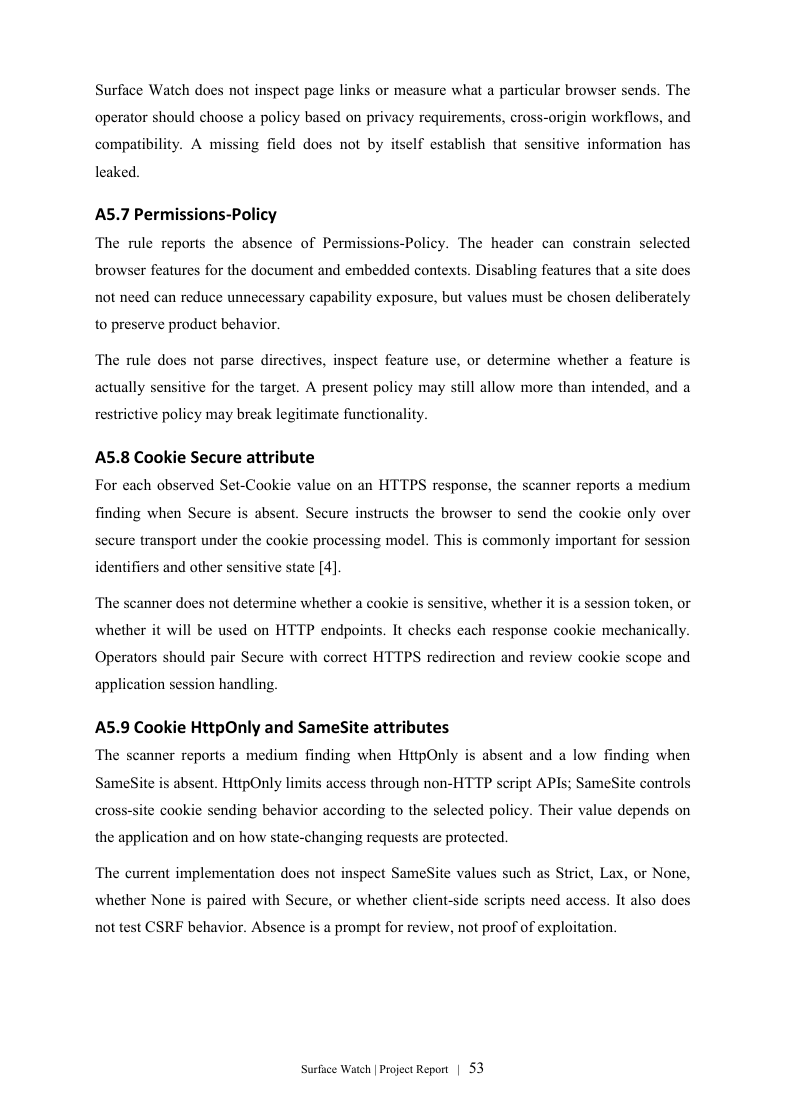 Surface Watch does not inspect page links or measure what a particular browser sends. The
operator should choose a policy based on privacy requirements, cross-origin workflows, and
compatibility. A missing field does not by itself establish that sensitive information has
leaked.
A5.7 Permissions-Policy
The rule reports the absence of Permissions-Policy. The header can constrain selected
browser features for the document and embedded contexts. Disabling features that a site does
not need can reduce unnecessary capability exposure, but values must be chosen deliberately
to preserve product behavior.
The rule does not parse directives, inspect feature use, or determine whether a feature is
actually sensitive for the target. A present policy may still allow more than intended, and a
restrictive policy may break legitimate functionality.
A5.8 Cookie Secure attribute
For each observed Set-Cookie value on an HTTPS response, the scanner reports a medium
finding when Secure is absent. Secure instructs the browser to send the cookie only over
secure transport under the cookie processing model. This is commonly important for session
identifiers and other sensitive state [4].
The scanner does not determine whether a cookie is sensitive, whether it is a session token, or
whether it will be used on HTTP endpoints. It checks each response cookie mechanically.
Operators should pair Secure with correct HTTPS redirection and review cookie scope and
application session handling.
A5.9 Cookie HttpOnly and SameSite attributes
The scanner reports a medium finding when HttpOnly is absent and a low finding when
SameSite is absent. HttpOnly limits access through non-HTTP script APIs; SameSite controls
cross-site cookie sending behavior according to the selected policy. Their value depends on
the application and on how state-changing requests are protected.
The current implementation does not inspect SameSite values such as Strict, Lax, or None,
whether None is paired with Secure, or whether client-side scripts need access. It also does
not test CSRF behavior. Absence is a prompt for review, not proof of exploitation.
Surface Watch | Project Report | 53